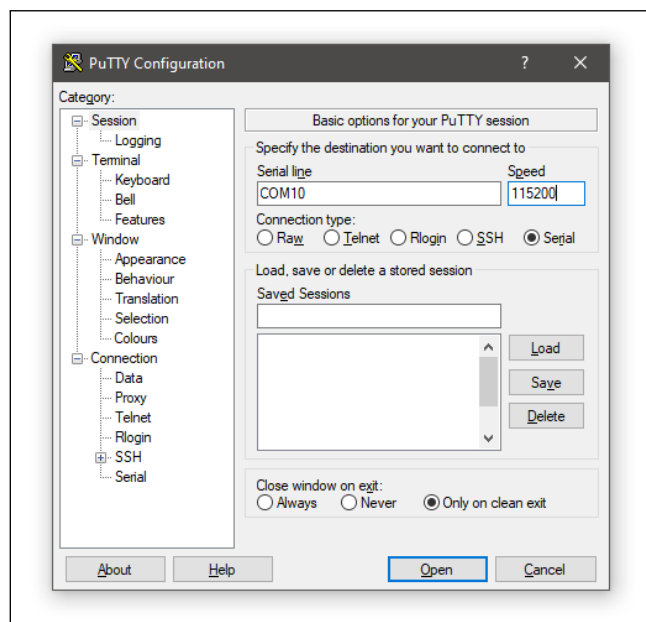 PuTTY Configuration
Category:
Session
Logging
Terminal
Keyboard
Bell
Features
Window
Appearance
Behaviour
Translation
Selection
Colours
Connection
Data
Proxy
Telnet
Rlogin
SSH
Serial
Basic options for your PuTTY session
Specify the destination you want to connect to
Serial line Speed
COM10 115200
Connection type:
Raw Telnet Rlogin SSH Serial
Load, save or delete a stored session
Saved Sessions
Load
Save
Delete
Close window on exit:
Always Never Only on clean exit
About Help Open Cancel